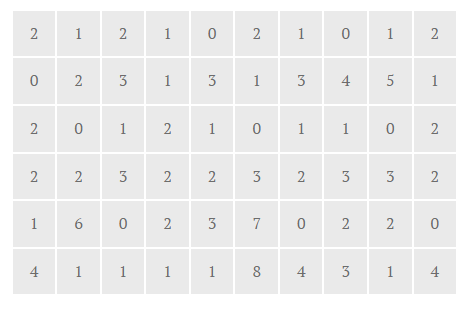 2 1 2 1 0 2 1 0 1 2
0 2 3 1 3 1 3 4 5 1
2 0 1 2 1 0 1 1 0 2
2 2 3 2 2 3 2 3 3 2
1 6 0 2 3 7 0 2 2 0
4 1 1 1 1 8 4 3 1 4